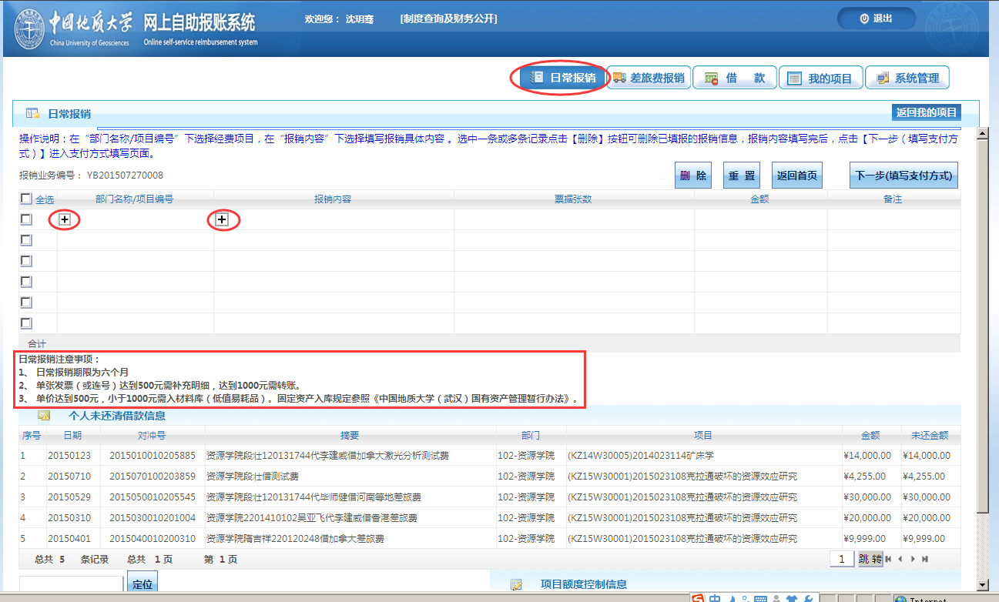 中国地质大学 网上自助报账系统 欢迎您： 沈玥骞 [制度查询及财务公开] 退出
China University of Geosciences Online self-service reimbursement system
日常报销 差旅费报销 借 款 我的项目 系统管理
日常报销 返回我的项目
操作说明：在“部门名称/项目编号”下选择经费项目，在“报销内容”下选择填写报销具体内容 。选中一条或多条记录点击【删除】按钮可删除已填报的报销信息，报销内容填写完后，点击【下一步（填写支付方
式）】进入支付方式填写页面。
报销业务编号： YB201507270008 删 除 重 置 返回首页 下一步(填写支付方式)
全选 部门名称/项目编号 报销内容 票据张数 金额 备注
合计
日常报销注意事项：
1、 日常报销期限为六个月
2、 单张发票（或连号）达到500元需补充明细，达到1000元需转账。
3、 单价达到500元，小于1000元需入材料库（低值易耗品）。固定资产入库规定参照《中国地质大学（武汉）国有资产管理暂行办法》。
个人未还清借款信息
序号 日期 对冲号 摘要 部门 项目 金额 未还金额
1 20150123 2015010010205885 资源学院段壮120131744代李建威借加拿大激光分析测试费 102-资源学院 (KZ14W30005)2014023114矿床学 ¥14,000.00 ¥14,000.00
2 20150710 2015070100203859 资源学院段壮借测试费 102-资源学院 (KZ15W30001)2015023108克拉通破坏的资源效应研究 ¥4,255.00 ¥4,255.00
3 20150529 2015050010205545 资源学院段壮120131744代毕师健借河南等地差旅费 102-资源学院 (KZ15W30001)2015023108克拉通破坏的资源效应研究 ¥30,000.00 ¥30,000.00
4 20150310 2015030010201004 资源学院2201410102吴亚飞代李建威借香港差旅费 102-资源学院 (KZ15W30001)2015023108克拉通破坏的资源效应研究 ¥20,000.00 ¥20,000.00
5 20150401 2015040010200310 资源学院隋吉祥220120248借加拿大差旅费 102-资源学院 (KZ15W30001)2015023108克拉通破坏的资源效应研究 ¥9,999.00 ¥9,999.00
总共 5 条记录 总共 1 页 第 1 页 1 跳 转
定位 项目额度控制信息
中 Internet